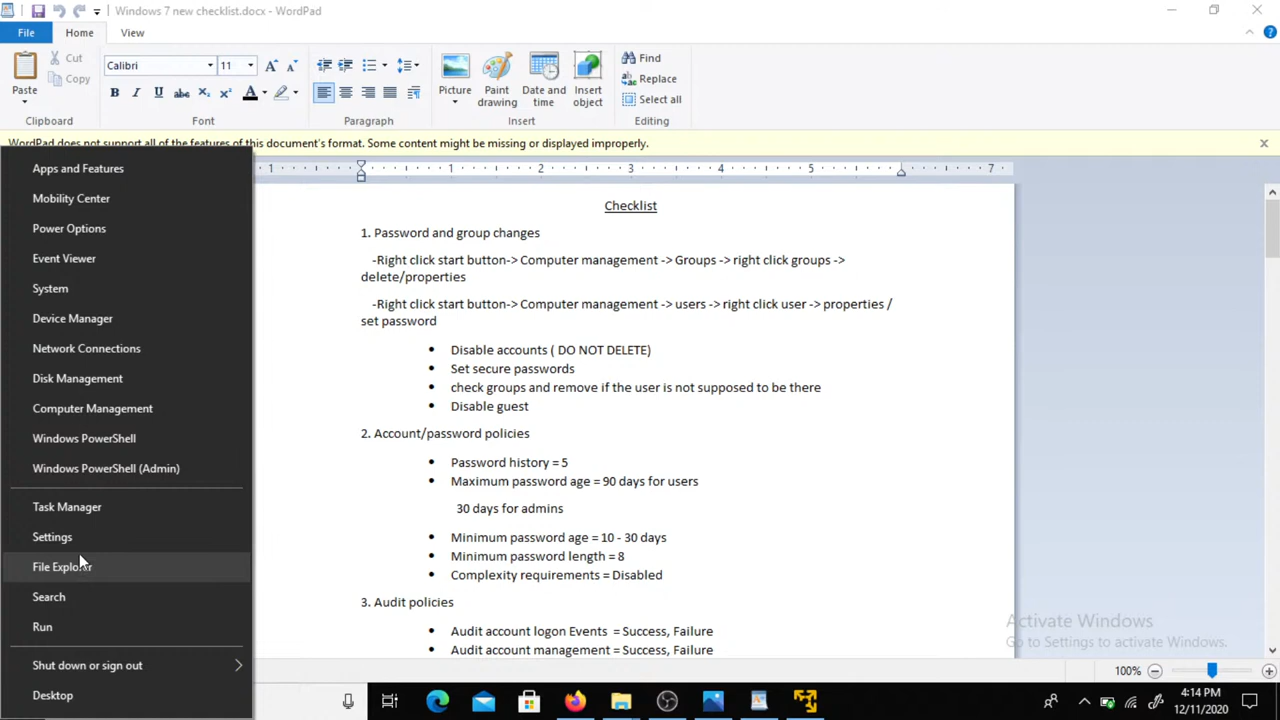 Windows 7 new checklist.docx - WordPad
File
Home
View
Paste
Cut
Copy
Clipboard
Calibri
11
Font
Paragraph
Picture
Paint drawing
Date and time
Insert object
Insert
Find
Replace
Select all
Editing
WordPad does not support all of the features of this document's format. Some content might be missing or displayed improperly.
1 2 3 4 5 7
Apps and Features
Mobility Center
Power Options
Event Viewer
System
Device Manager
Network Connections
Disk Management
Computer Management
Windows PowerShell
Windows PowerShell (Admin)
Task Manager
Settings
File Explorer
Search
Run
Shut down or sign out
Desktop
Checklist
1. Password and group changes
-Right click start button-> Computer management -> Groups -> right click groups ->
delete/properties
-Right click start button-> Computer management -> users -> right click user -> properties /
set password
• Disable accounts ( DO NOT DELETE)
• Set secure passwords
• check groups and remove if the user is not supposed to be there
• Disable guest
2. Account/password policies
• Password history = 5
• Maximum password age = 90 days for users
30 days for admins
• Minimum password age = 10 - 30 days
• Minimum password length = 8
• Complexity requirements = Disabled
3. Audit policies
• Audit account logon Events = Success, Failure
• Audit account management = Success, Failure
Activate Windows
Go to Settings to activate Windows.
100%
4:14 PM
12/11/2020